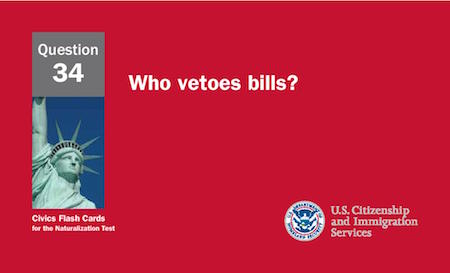 Question
34
Who vetoes bills?
Civics Flash Cards
for the Naturalization Test
U.S. Citizenship
and Immigration
Services